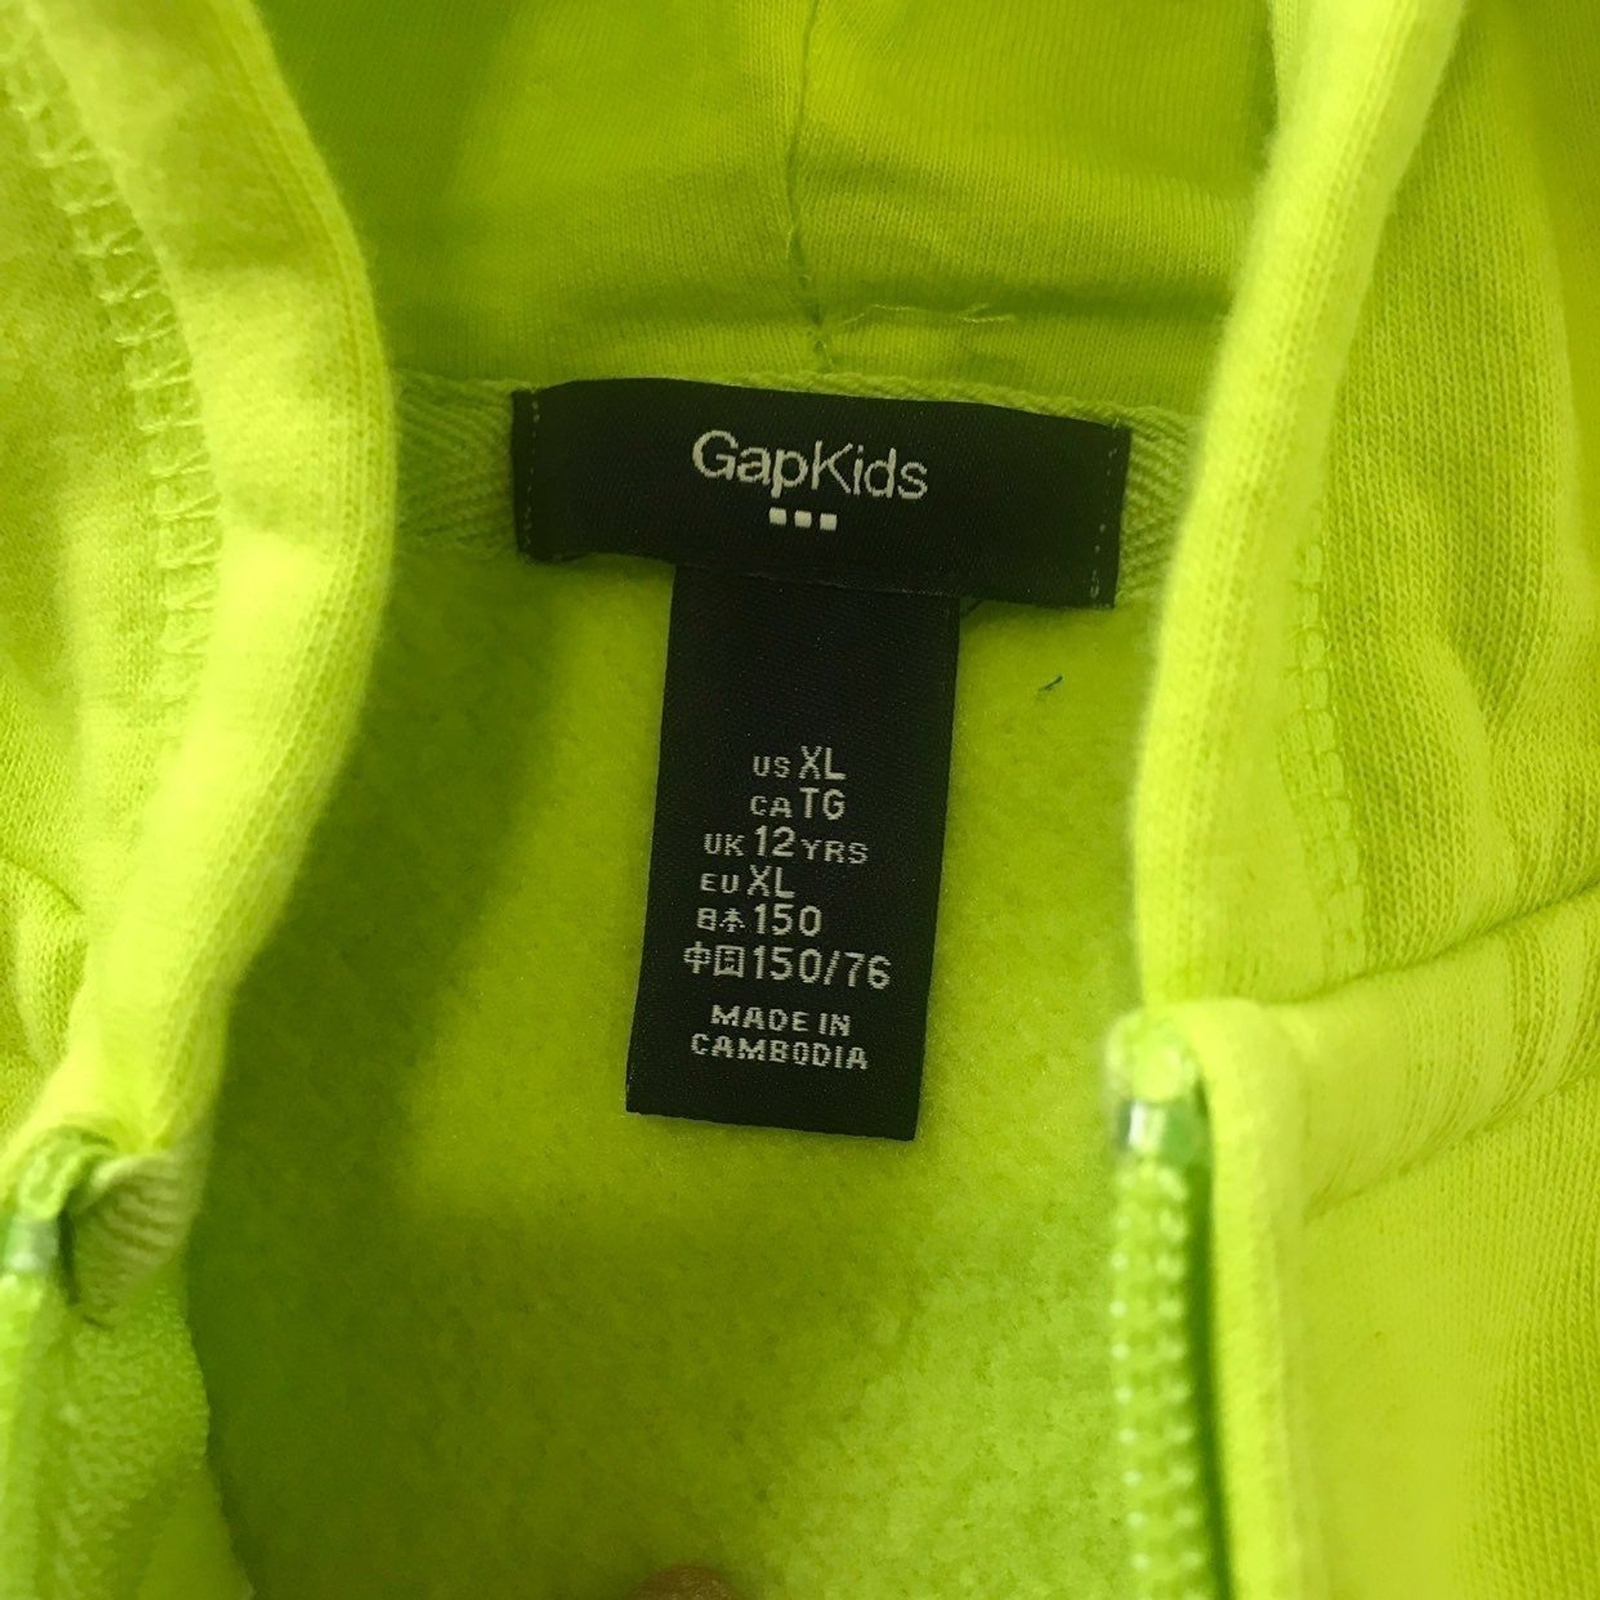 GapKids
US XL
CA TG
UK 12 YRS
EU XL
日本 150
中国 150/76
MADE IN
CAMBODIA